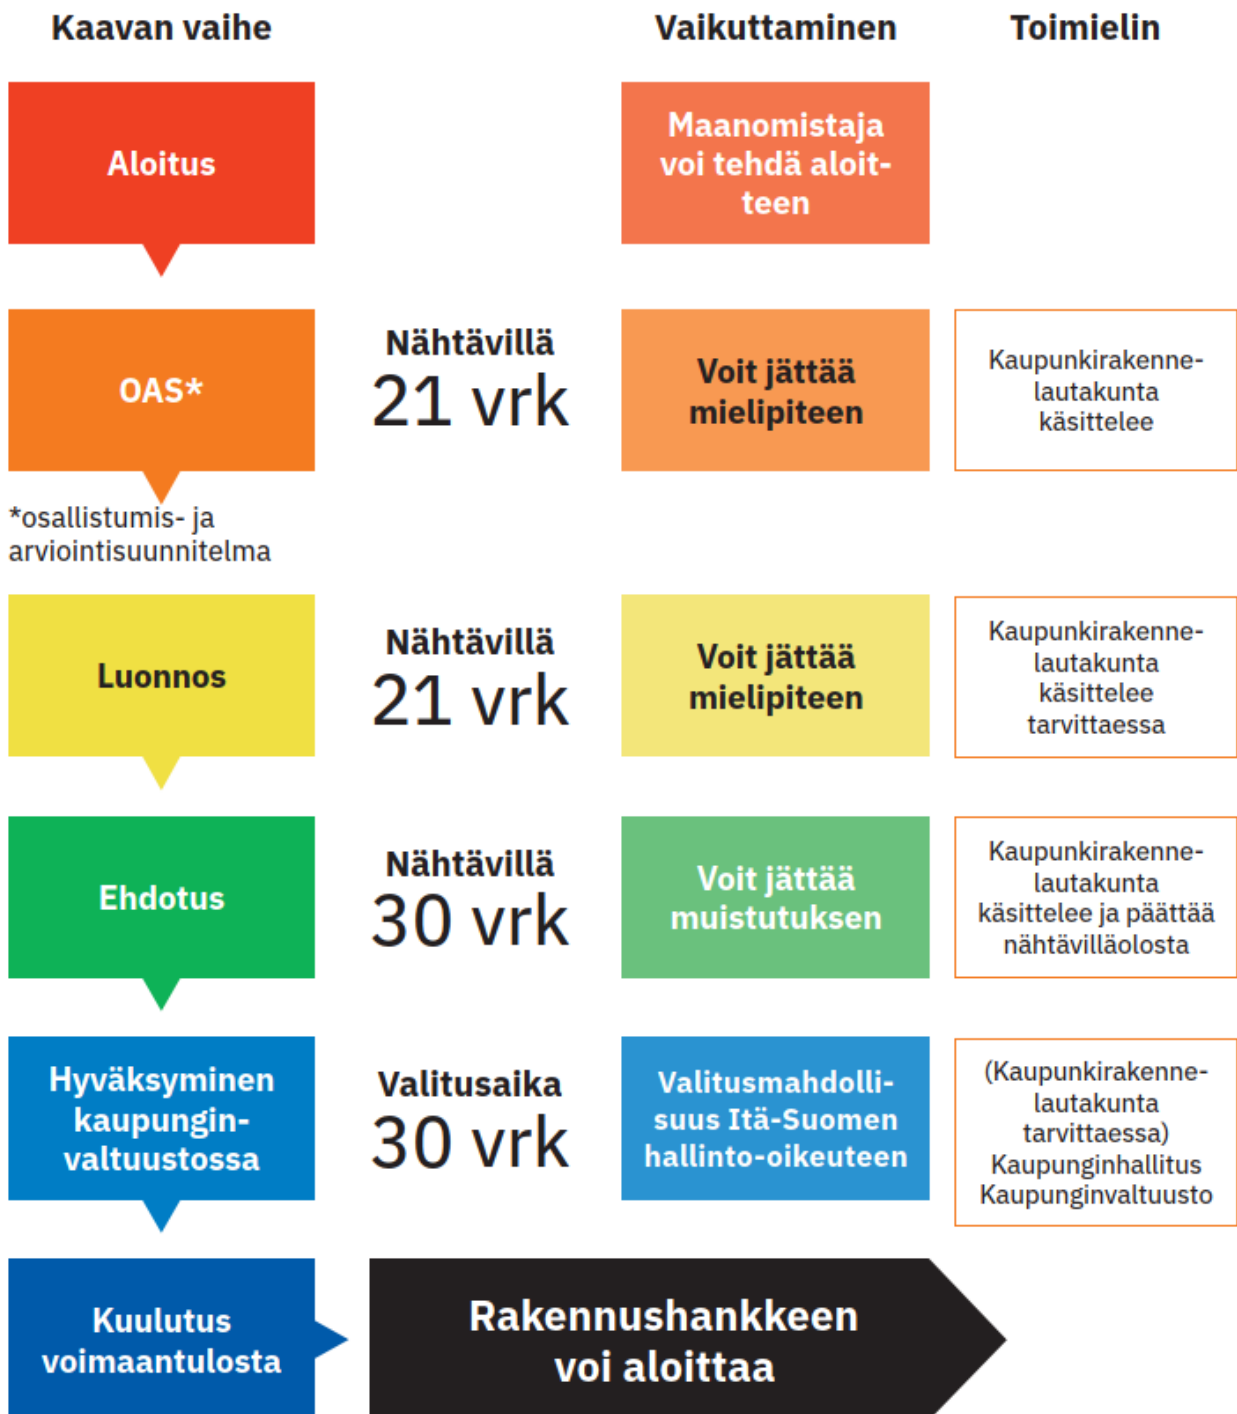 Kaavan vaihe
Vaikuttaminen
Toimielin
Aloitus
Maanomistaja
voi tehdä aloit-
teen
OAS*
Nähtävillä
21 vrk
Voit jättää
mielipiteen
Kaupunkirakenne-
lautakunta
käsittelee
*osallistumis- ja
arviointisuunnitelma
Luonnos
Nähtävillä
21 vrk
Voit jättää
mielipiteen
Kaupunkirakenne-
lautakunta
käsittelee
tarvittaessa
Ehdotus
Nähtävillä
30 vrk
Voit jättää
muistutuksen
Kaupunkirakenne-
lautakunta
käsittelee ja päättää
nähtävilläolosta
Hyväksyminen
kaupungin-
valtuustossa
Valitusaika
30 vrk
Valitusmahdolli-
suus Itä-Suomen
hallinto-oikeuteen
(Kaupunkirakenne-
lautakunta
tarvittaessa)
Kaupunginhallitus
Kaupunginvaltuusto
Kuulutus
voimaantulosta
Rakennushankkeen
voi aloittaa